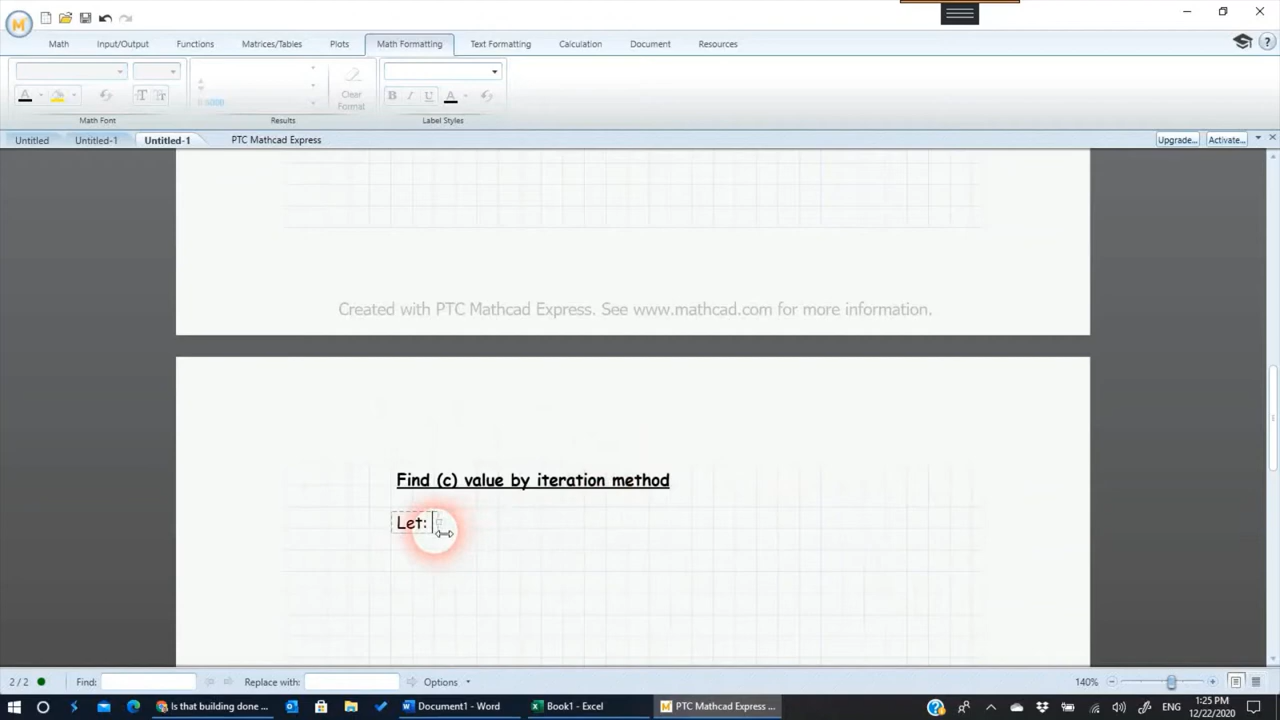 Math Input/Output Functions Matrices/Tables Plots Math Formatting Text Formatting Calculation Document Resources
Clear
Format
B I U A
Math Font Results Label Styles
Untitled Untitled-1 Untitled-1 PTC Mathcad Express Upgrade... Activate...
Created with PTC Mathcad Express. See www.mathcad.com for more information.
Find (c) value by iteration method
Let:
2 / 2 Find: Replace with: Options 140%
Is that building done ... Document1 - Word Book1 - Excel PTC Mathcad Express ... ENG 1:25 PM
12/22/2020